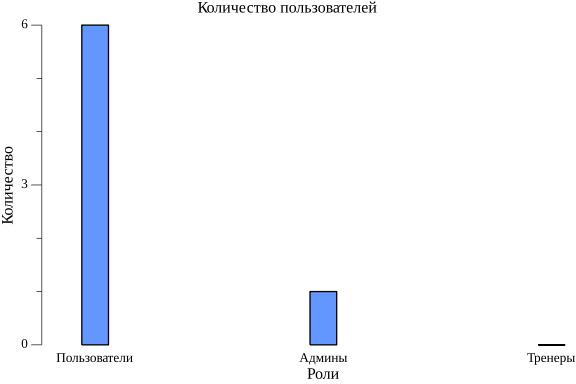 Количество пользователей
6
3
0
Количество
Пользователи
Админы
Тренеры
Роли